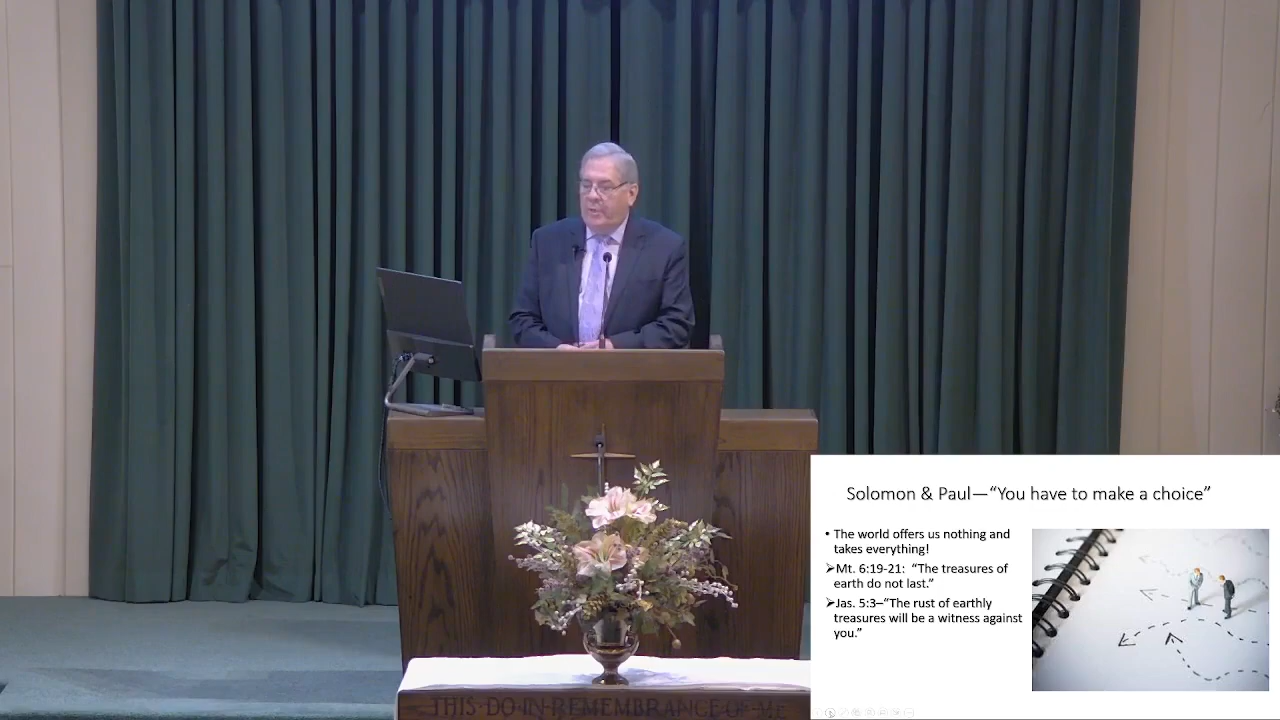 Solomon & Paul—“You have to make a choice”
• The world offers us nothing and
takes everything!
➢Mt. 6:19-21:  “The treasures of
earth do not last.”
➢Jas. 5:3–“The rust of earthly
treasures will be a witness against
you.”
THIS·DO·IN·REMEMBRANCE·OF·ME